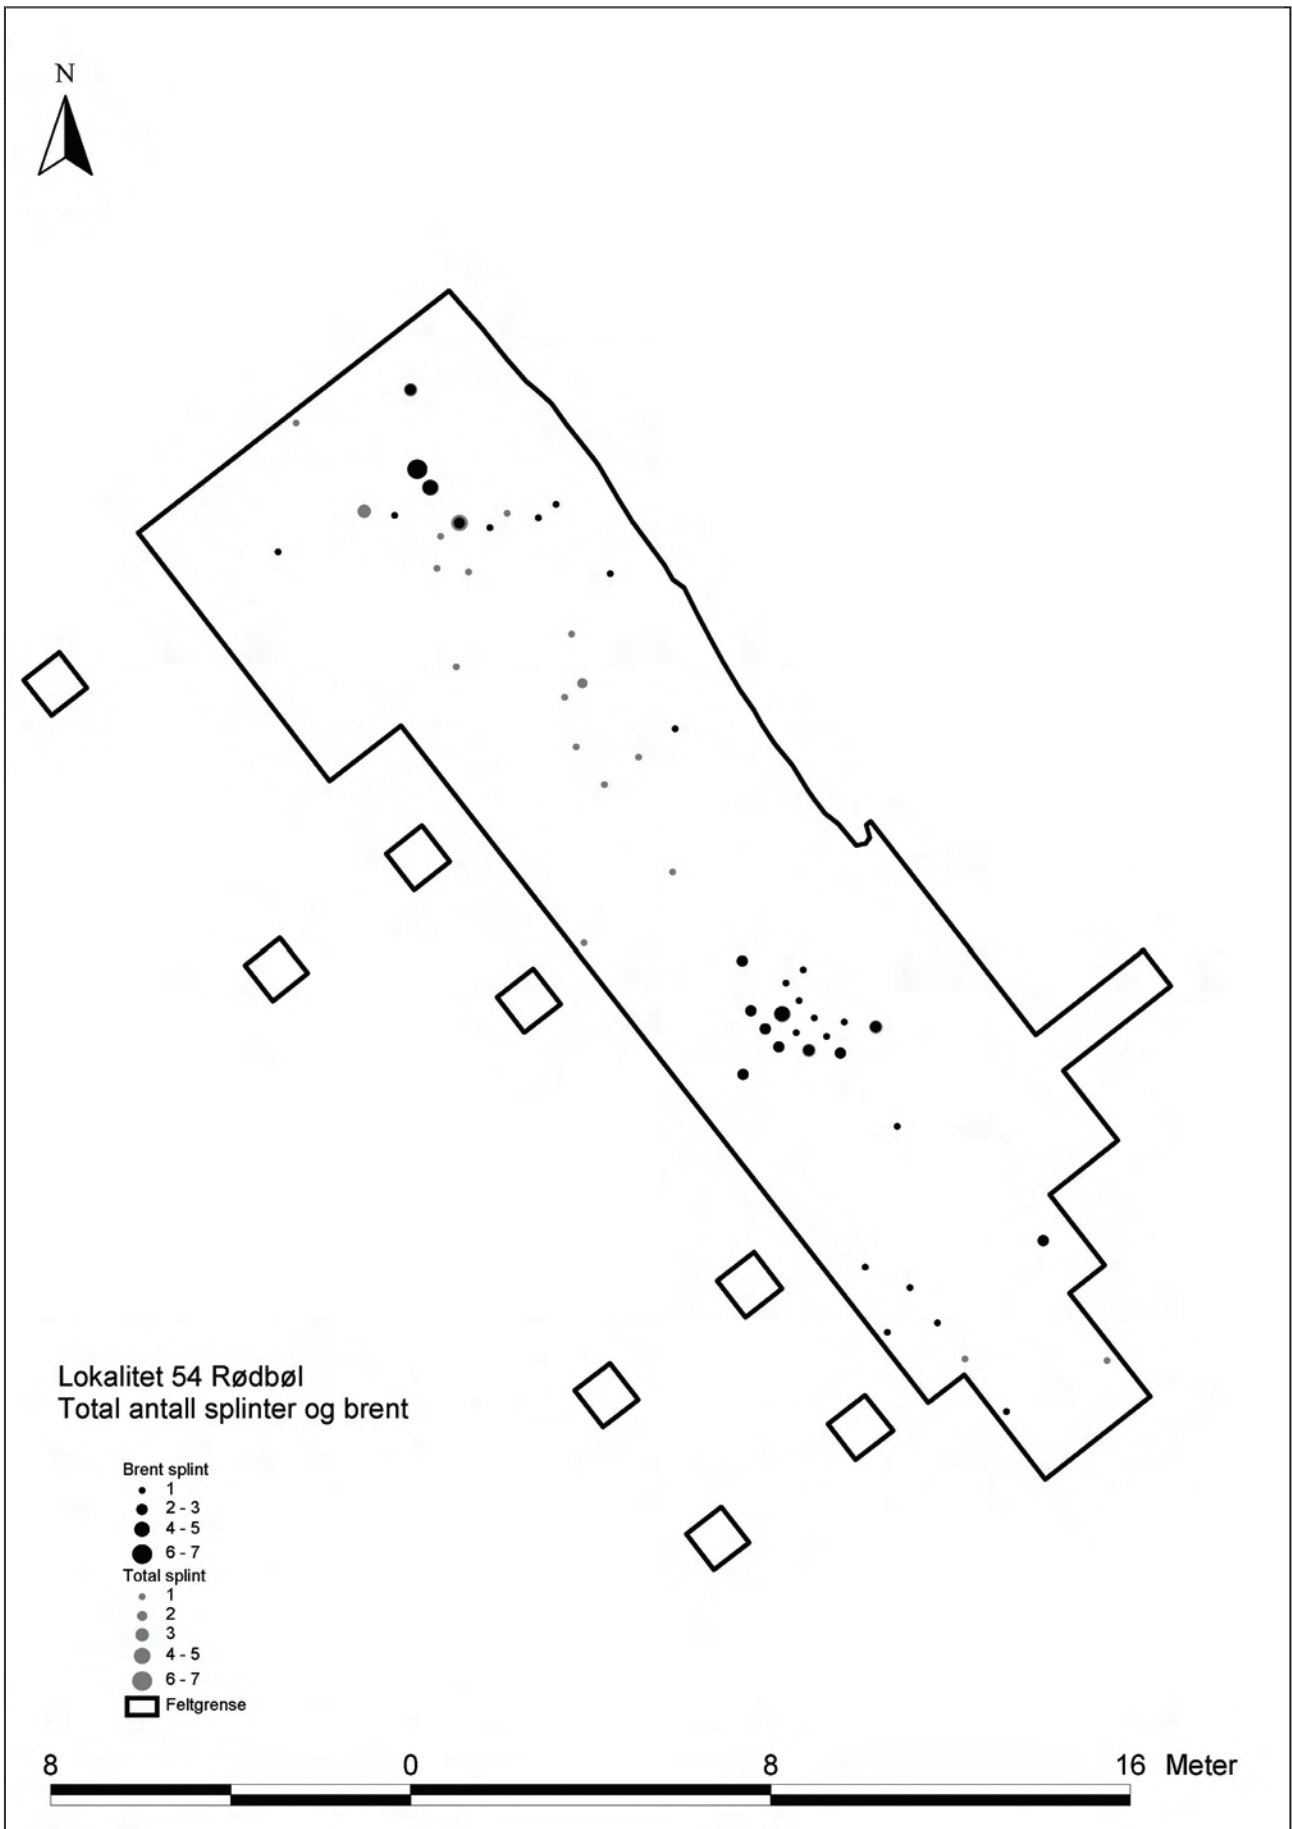 N
Lokalitet 54 Rødbøl
Total antall splinter og brent
Brent splint
1
2 - 3
4 - 5
6 - 7
Total splint
1
2
3
4 - 5
6 - 7
Feltgrense
8 0 8 16 Meter